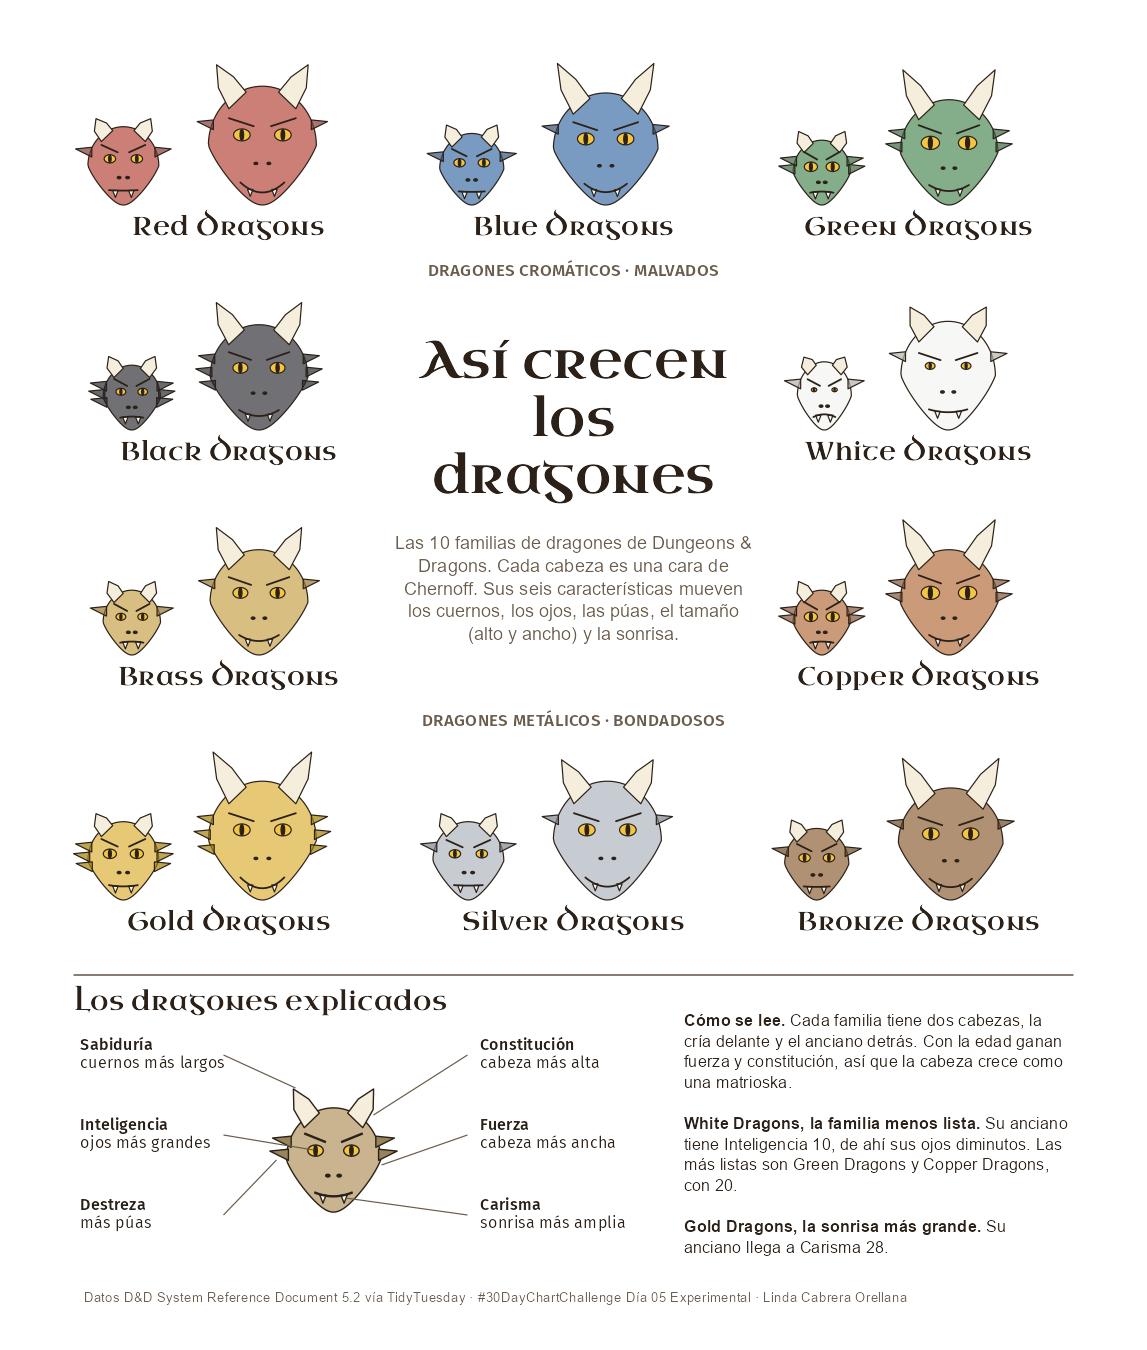 Red Dragons
Blue Dragons
Green Dragons
DRAGONES CROMÁTICOS · MALVADOS
Así crecen
los
dragones
Black Dragons
White Dragons
Las 10 familias de dragones de Dungeons &
Dragons. Cada cabeza es una cara de
Chernoff. Sus seis características mueven
los cuernos, los ojos, las púas, el tamaño
(alto y ancho) y la sonrisa.
Brass Dragons
Copper Dragons
DRAGONES METÁLICOS · BONDADOSOS
Gold Dragons
Silver Dragons
Bronze Dragons
Los dragones explicados
Sabiduría
cuernos más largos
Inteligencia
ojos más grandes
Destreza
más púas
Constitución
cabeza más alta
Fuerza
cabeza más ancha
Carisma
sonrisa más amplia
Cómo se lee. Cada familia tiene dos cabezas, la
cría delante y el anciano detrás. Con la edad ganan
fuerza y constitución, así que la cabeza crece como
una matrioska.
White Dragons, la familia menos lista. Su anciano
tiene Inteligencia 10, de ahí sus ojos diminutos. Las
más listas son Green Dragons y Copper Dragons,
con 20.
Gold Dragons, la sonrisa más grande. Su
anciano llega a Carisma 28.
Datos D&D System Reference Document 5.2 vía TidyTuesday · #30DayChartChallenge Día 05 Experimental · Linda Cabrera Orellana